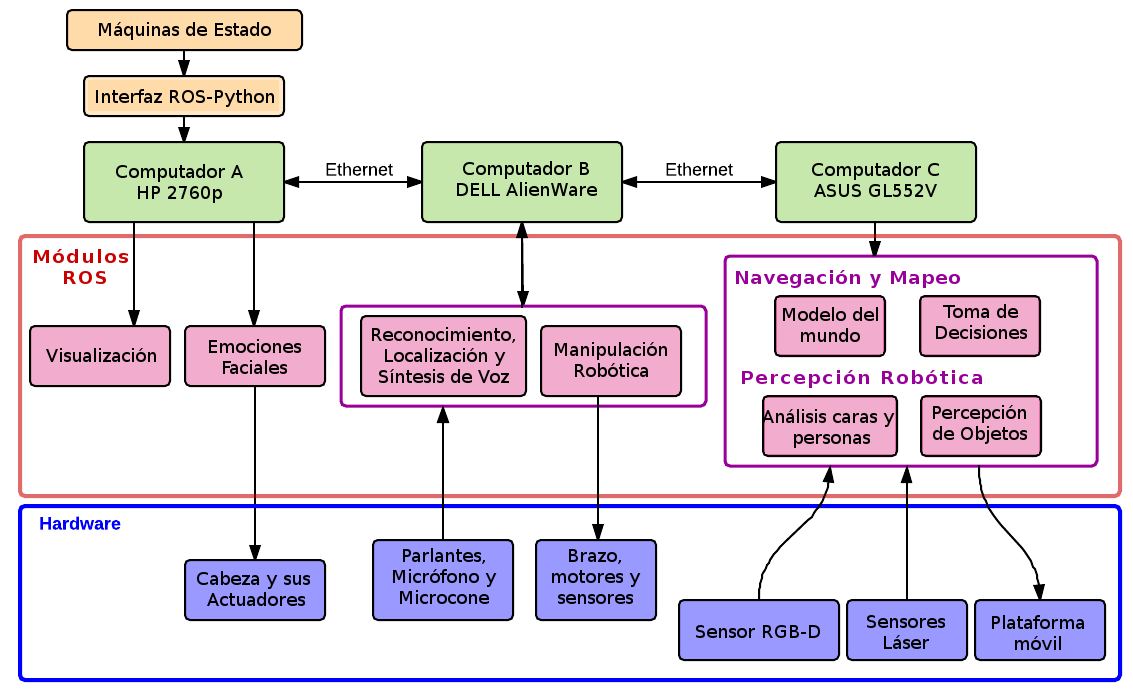 Máquinas de Estado
Interfaz ROS-Python
Computador A
HP 2760p
Ethernet
Computador B
DELL AlienWare
Ethernet
Computador C
ASUS GL552V
Módulos
ROS
Visualización
Emociones
Faciales
Reconocimiento,
Localización y
Síntesis de Voz
Manipulación
Robótica
Navegación y Mapeo
Modelo del
mundo
Toma de
Decisiones
Percepción Robótica
Análisis caras y
personas
Percepción
de Objetos
Hardware
Cabeza y sus
Actuadores
Parlantes,
Micrófono y
Microcone
Brazo,
motores y
sensores
Sensor RGB-D
Sensores
Láser
Plataforma
móvil